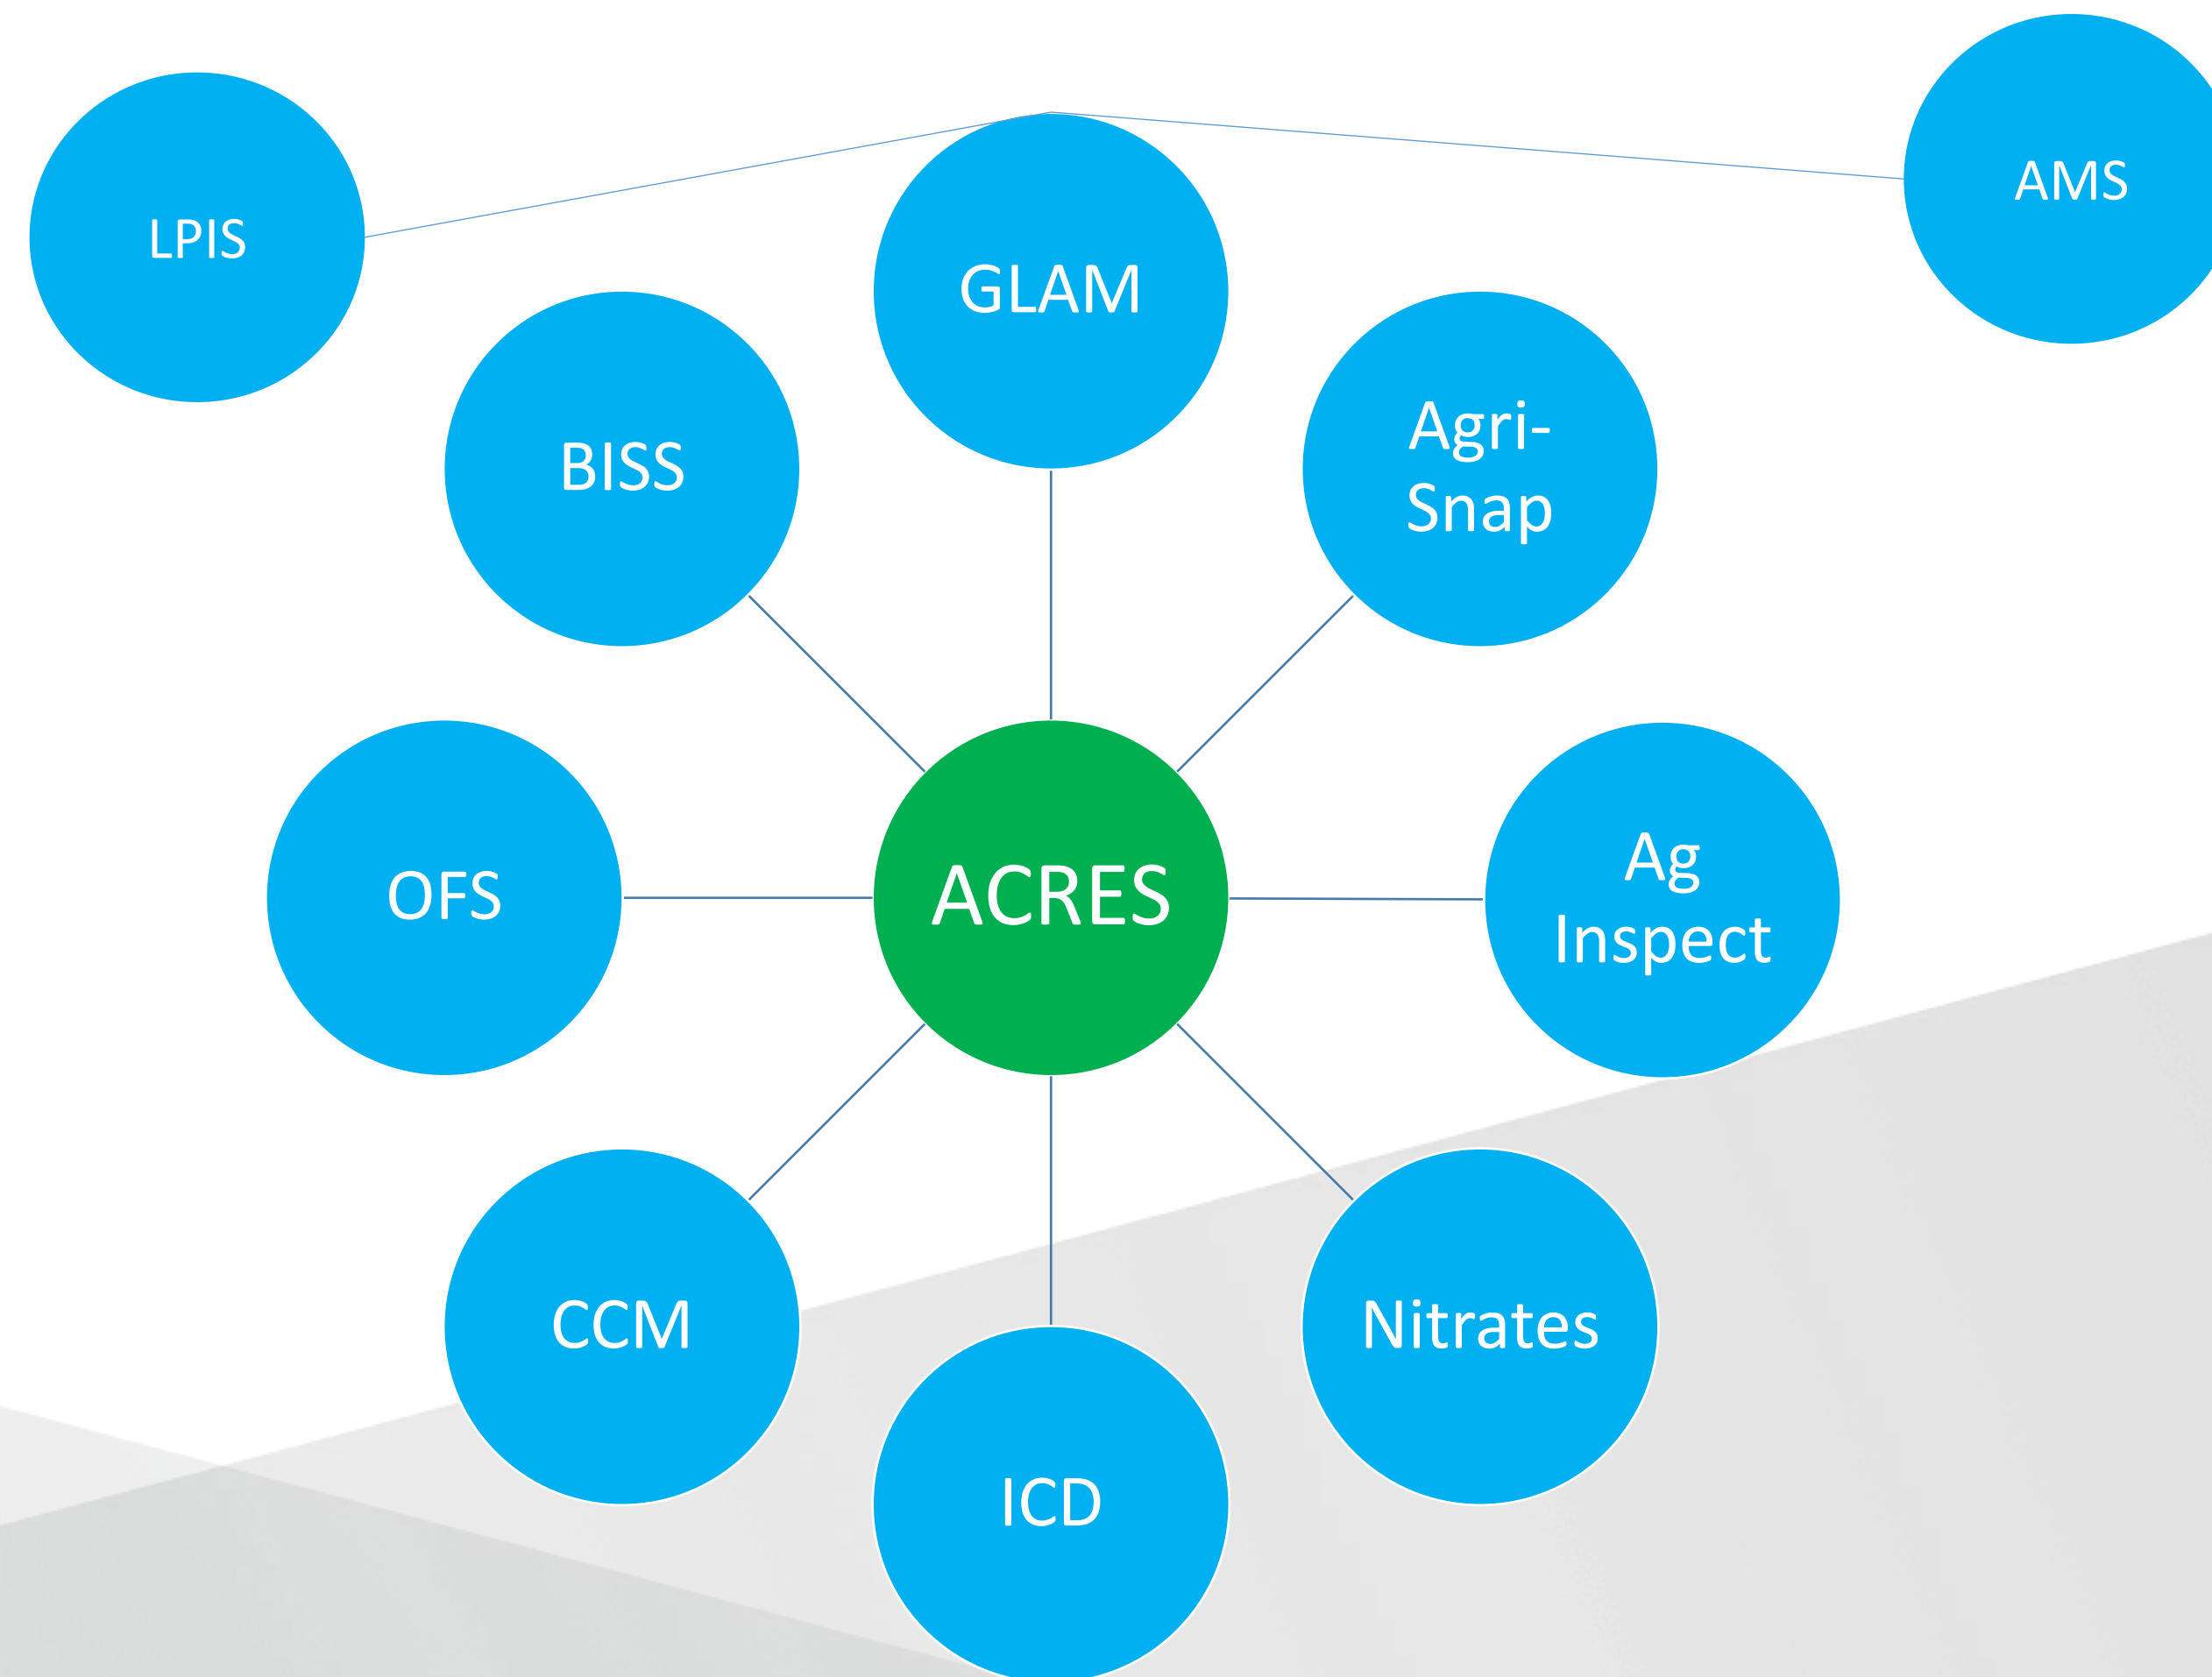 AMS
LPIS
GLAM
BISS
Agri-
Snap
OFS
ACRES
Ag
Inspect
CCM
Nitrates
ICD